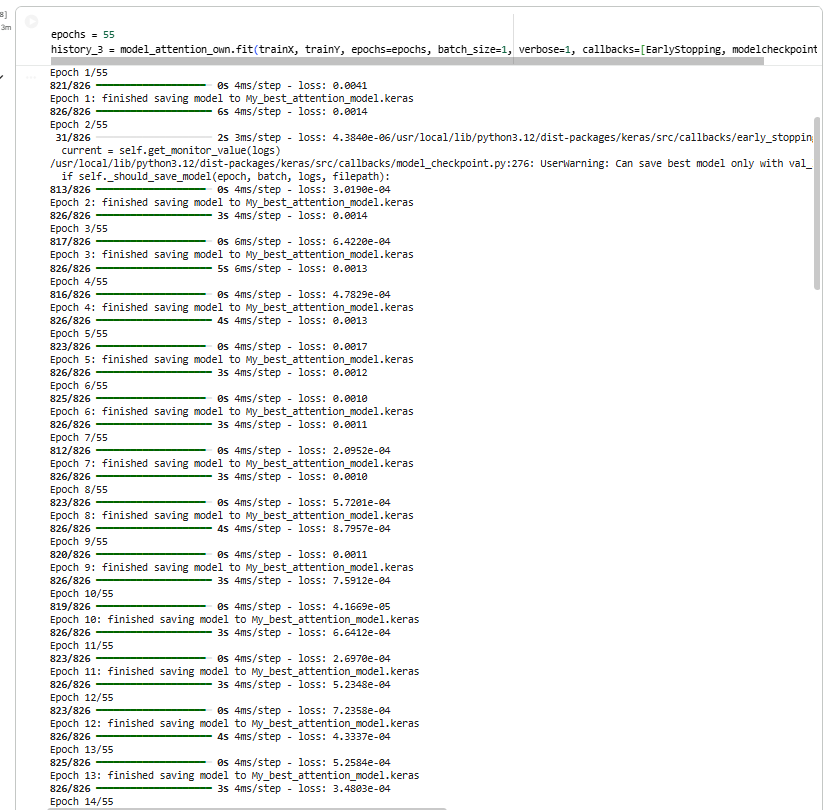 8]
3m
epochs = 55
history_3 = model_attention_own.fit(trainX, trainY, epochs=epochs, batch_size=1, verbose=1, callbacks=[EarlyStopping, modelcheckpoint
Epoch 1/55
821/826 ━━━━━━━━━━━━━━━━━━━━ 0s 4ms/step - loss: 0.0041
Epoch 1: finished saving model to My_best_attention_model.keras
826/826 ━━━━━━━━━━━━━━━━━━━━ 6s 4ms/step - loss: 0.0014
Epoch 2/55
31/826 ━━━━━━━━━━━━━━━━━━━━ 2s 3ms/step - loss: 4.3840e-06/usr/local/lib/python3.12/dist-packages/keras/src/callbacks/early_stopping
current = self.get_monitor_value(logs)
/usr/local/lib/python3.12/dist-packages/keras/src/callbacks/model_checkpoint.py:276: UserWarning: Can save best model only with val_
if self._should_save_model(epoch, batch, logs, filepath):
813/826 ━━━━━━━━━━━━━━━━━━━━ 0s 4ms/step - loss: 3.0190e-04
Epoch 2: finished saving model to My_best_attention_model.keras
826/826 ━━━━━━━━━━━━━━━━━━━━ 3s 4ms/step - loss: 0.0014
Epoch 3/55
817/826 ━━━━━━━━━━━━━━━━━━━━ 0s 6ms/step - loss: 6.4220e-04
Epoch 3: finished saving model to My_best_attention_model.keras
826/826 ━━━━━━━━━━━━━━━━━━━━ 5s 6ms/step - loss: 0.0013
Epoch 4/55
816/826 ━━━━━━━━━━━━━━━━━━━━ 0s 4ms/step - loss: 4.7829e-04
Epoch 4: finished saving model to My_best_attention_model.keras
826/826 ━━━━━━━━━━━━━━━━━━━━ 4s 4ms/step - loss: 0.0013
Epoch 5/55
823/826 ━━━━━━━━━━━━━━━━━━━━ 0s 4ms/step - loss: 0.0017
Epoch 5: finished saving model to My_best_attention_model.keras
826/826 ━━━━━━━━━━━━━━━━━━━━ 3s 4ms/step - loss: 0.0012
Epoch 6/55
825/826 ━━━━━━━━━━━━━━━━━━━━ 0s 4ms/step - loss: 0.0010
Epoch 6: finished saving model to My_best_attention_model.keras
826/826 ━━━━━━━━━━━━━━━━━━━━ 3s 4ms/step - loss: 0.0011
Epoch 7/55
812/826 ━━━━━━━━━━━━━━━━━━━━ 0s 4ms/step - loss: 2.0952e-04
Epoch 7: finished saving model to My_best_attention_model.keras
826/826 ━━━━━━━━━━━━━━━━━━━━ 3s 4ms/step - loss: 0.0010
Epoch 8/55
823/826 ━━━━━━━━━━━━━━━━━━━━ 0s 4ms/step - loss: 5.7201e-04
Epoch 8: finished saving model to My_best_attention_model.keras
826/826 ━━━━━━━━━━━━━━━━━━━━ 4s 4ms/step - loss: 8.7957e-04
Epoch 9/55
820/826 ━━━━━━━━━━━━━━━━━━━━ 0s 4ms/step - loss: 0.0011
Epoch 9: finished saving model to My_best_attention_model.keras
826/826 ━━━━━━━━━━━━━━━━━━━━ 3s 4ms/step - loss: 7.5912e-04
Epoch 10/55
819/826 ━━━━━━━━━━━━━━━━━━━━ 0s 4ms/step - loss: 4.1669e-05
Epoch 10: finished saving model to My_best_attention_model.keras
826/826 ━━━━━━━━━━━━━━━━━━━━ 3s 4ms/step - loss: 6.6412e-04
Epoch 11/55
823/826 ━━━━━━━━━━━━━━━━━━━━ 0s 4ms/step - loss: 2.6970e-04
Epoch 11: finished saving model to My_best_attention_model.keras
826/826 ━━━━━━━━━━━━━━━━━━━━ 3s 4ms/step - loss: 5.2348e-04
Epoch 12/55
823/826 ━━━━━━━━━━━━━━━━━━━━ 0s 4ms/step - loss: 7.2358e-04
Epoch 12: finished saving model to My_best_attention_model.keras
826/826 ━━━━━━━━━━━━━━━━━━━━ 4s 4ms/step - loss: 4.3337e-04
Epoch 13/55
825/826 ━━━━━━━━━━━━━━━━━━━━ 0s 4ms/step - loss: 5.2584e-04
Epoch 13: finished saving model to My_best_attention_model.keras
826/826 ━━━━━━━━━━━━━━━━━━━━ 3s 4ms/step - loss: 3.4803e-04
Epoch 14/55